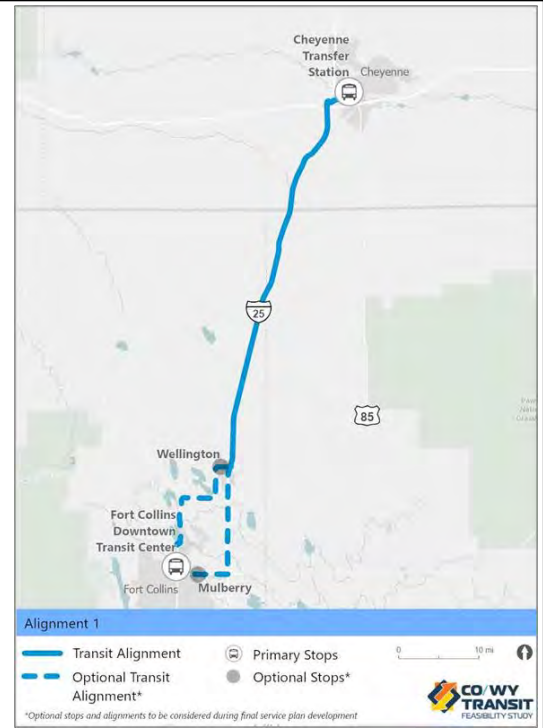 Cheyenne
Transfer
Station
Cheyenne
25
85
Wellington
Fort Collins
Downtown
Transit Center
Fort Collins
Mulberry
Alignment 1
Transit Alignment
Optional Transit
Alignment*
Primary Stops
Optional Stops*
0 10 mi
CO/WY
TRANSIT
FEASIBILITY STUDY
*Optional stops and alignments to be considered during final service plan development